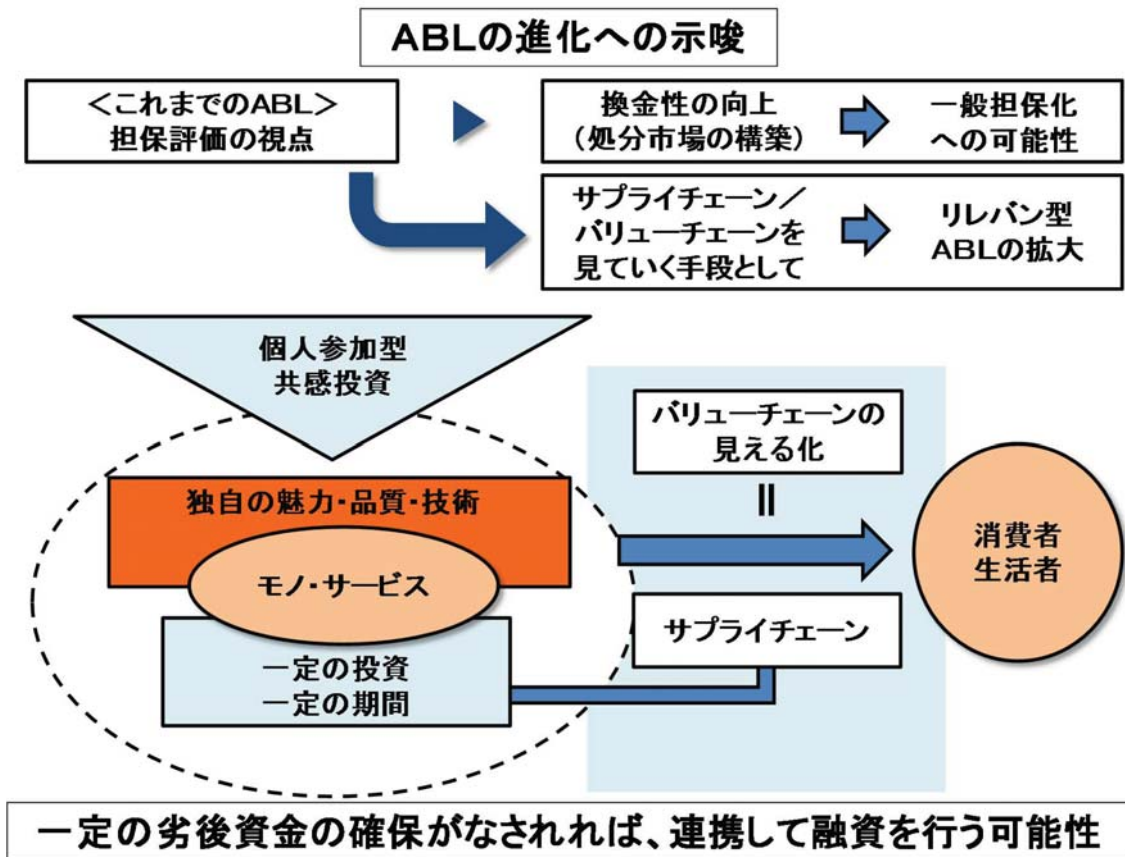 ABLの進化への示唆
＜これまでのABL＞
担保評価の視点
換金性の向上
（処分市場の構築）
一般担保化
への可能性
サプライチェーン／
バリューチェーンを
見ていく手段として
リレバン型
ABLの拡大
個人参加型
共感投資
独自の魅力・品質・技術
モノ・サービス
一定の投資
一定の期間
バリューチェーンの
見える化
＝
サプライチェーン
消費者
生活者
一定の劣後資金の確保がなされれば、連携して融資を行う可能性